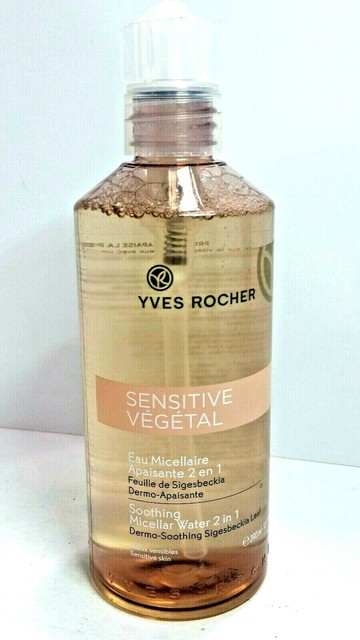 YVES ROCHER
SENSITIVE
VÉGÉTAL
Eau Micellaire
Apaisante 2 en 1
Feuille de Sigesbeckia
Dermo-Apaisante
Soothing
Micellar Water 2 in 1
Dermo-Soothing Sigesbeckia Leaf
sensibles
Sensitive skin